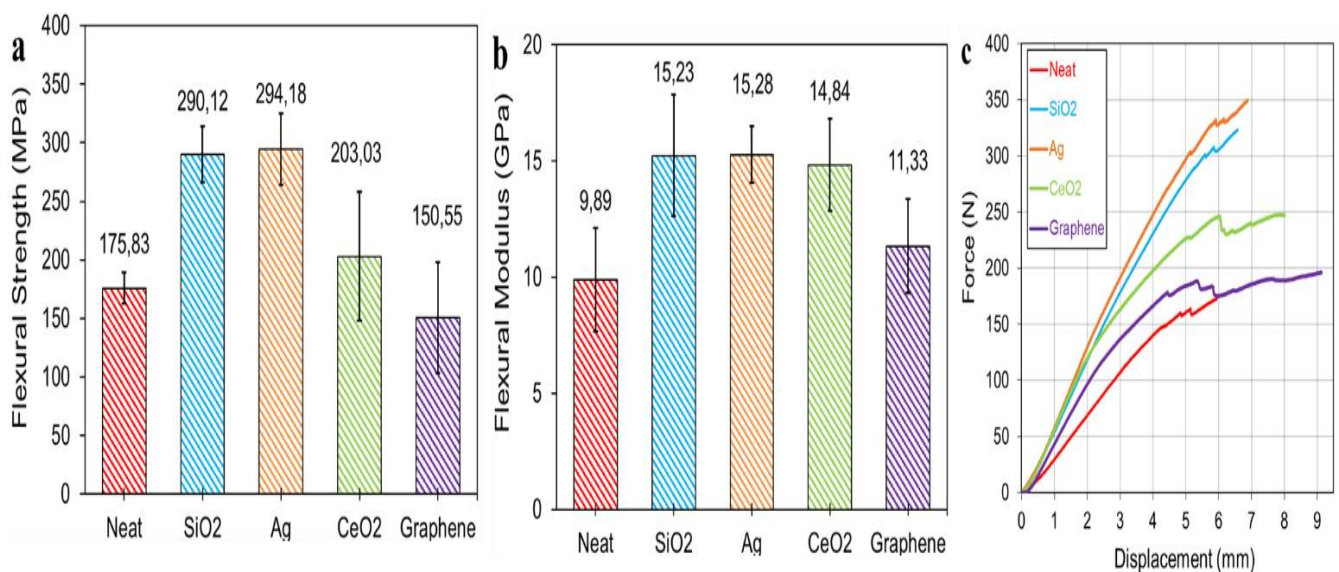 a
Flexural Strength (MPa)
400
350
300
250
200
150
100
50
0
175,83
290,12
294,18
203,03
150,55
Neat
SiO2
Ag
CeO2
Graphene
b
Flexural Modulus (GPa)
20
15
10
5
0
9,89
15,23
15,28
14,84
11,33
Neat
SiO2
Ag
CeO2
Graphene
c
Force (N)
400
350
300
250
200
150
100
50
0
Neat
SiO2
Ag
CeO2
Graphene
0 1 2 3 4 5 6 7 8 9
Displacement (mm)